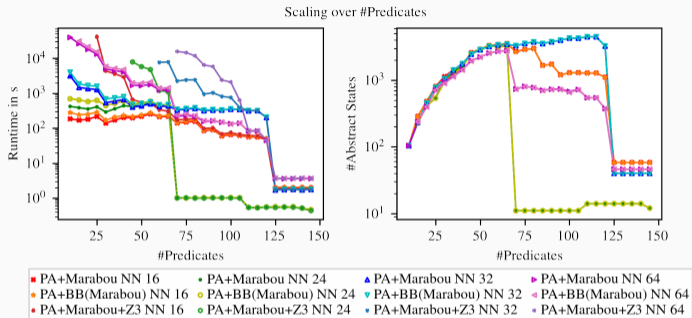 Scaling over #Predicates
Runtime in s
10^4
10^3
10^2
10^1
10^0
25 50 75 100 125 150
#Predicates
#Abstract States
10^3
10^2
10^1
25 50 75 100 125 150
#Predicates
PA+Marabou NN 16 PA+Marabou NN 24 PA+Marabou NN 32 PA+Marabou NN 64
PA+BB(Marabou) NN 16 PA+BB(Marabou) NN 24 PA+BB(Marabou) NN 32 PA+BB(Marabou) NN 64
PA+Marabou+Z3 NN 16 PA+Marabou+Z3 NN 24 PA+Marabou+Z3 NN 32 PA+Marabou+Z3 NN 64